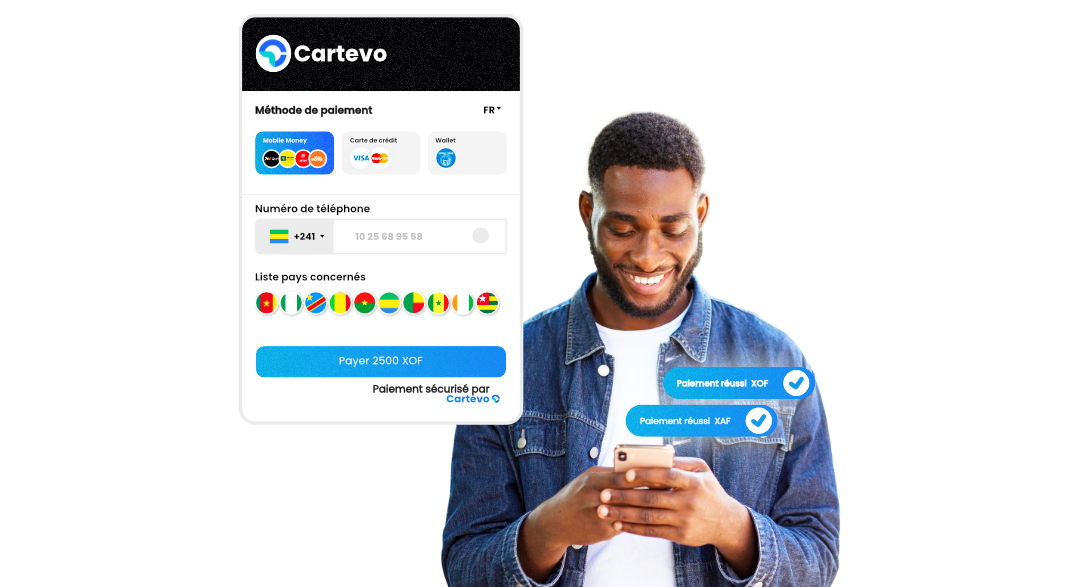 Cartevo
Méthode de paiement
FR
Mobile Money
Carte de crédit
Wallet
VISA
Numéro de téléphone
+241
10 25 68 95 58
Liste pays concernés
Payer 2500 XOF
Paiement sécurisé par
Cartevo
Paiement réussi XOF
Paiement réussi XAF